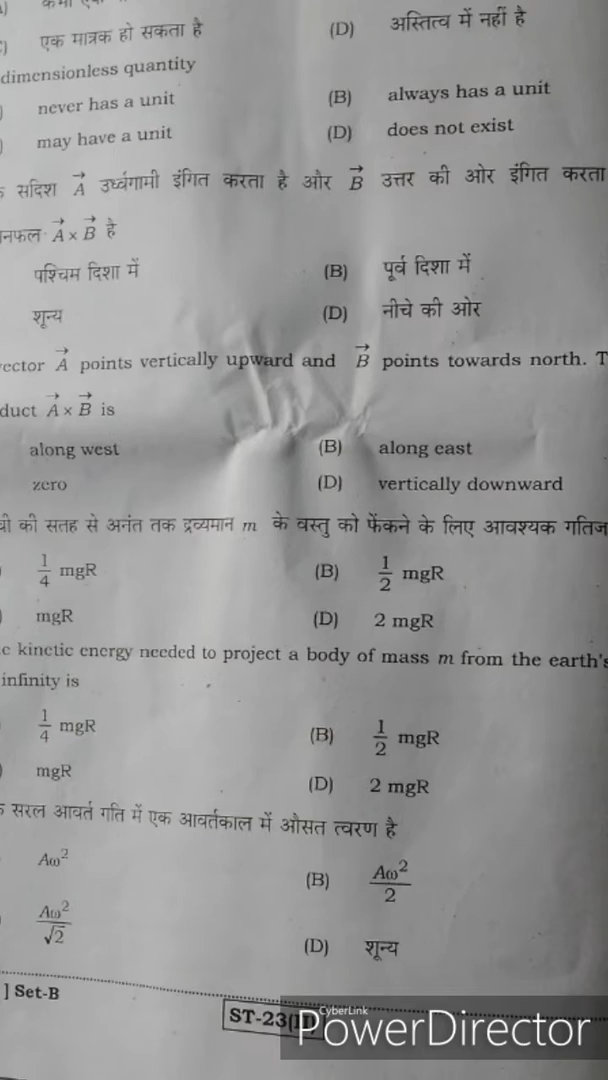 एक मात्रक हो सकता है (D) अस्तित्व में नहीं है
dimensionless quantity
never has a unit (B) always has a unit
may have a unit (D) does not exist
सदिश A⃗ उर्ध्वगामी इंगित करता है और B⃗ उत्तर की ओर इंगित करता
A⃗ × B⃗ है
पश्चिम दिशा में (B) पूर्व दिशा में
शून्य (D) नीचे की ओर
A⃗ points vertically upward and B⃗ points towards north.
A⃗ × B⃗ is
along west (B) along east
zero (D) vertically downward
की सतह से अनंत तक द्रव्यमान m के वस्तु को फेंकने के लिए आवश्यक
1/4 mgR (B) 1/2 mgR
mgR (D) 2 mgR
kinetic energy needed to project a body of mass m from the earth's
infinity is
1/4 mgR (B) 1/2 mgR
mgR (D) 2 mgR
सरल आवर्त गति में एक आवर्तकाल में औसत त्वरण है
Aω² (B) Aω²/2
Aω²/√2 (D) शून्य
] Set-B
ST-23(II)
CyberLink
PowerDirector